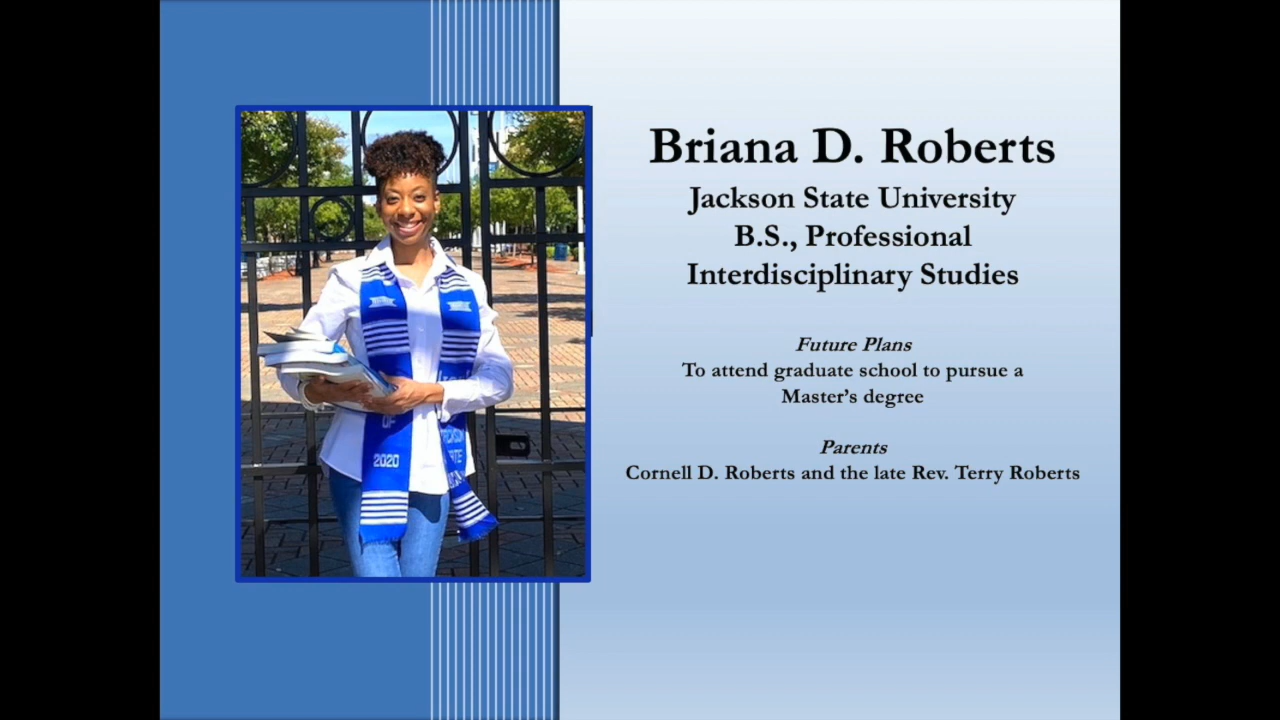 Briana D. Roberts
Jackson State University
B.S., Professional
Interdisciplinary Studies
Future Plans
To attend graduate school to pursue a
Master's degree
Parents
Cornell D. Roberts and the late Rev. Terry Roberts
OF
2020